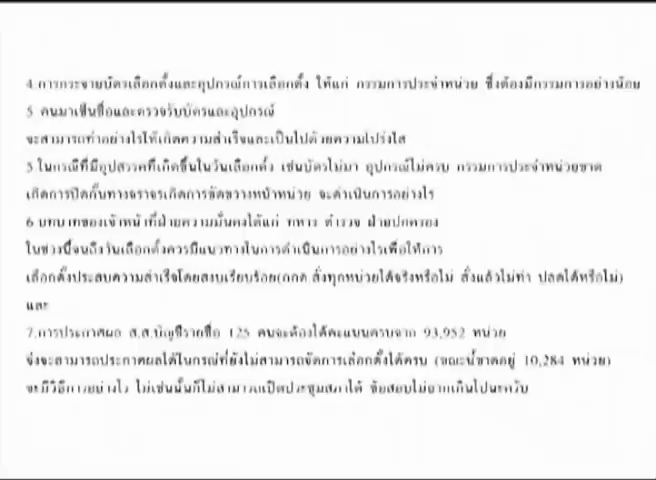 4.การกระจายบัตรเลือกตั้งและอุปกรณ์การเลือกตั้ง ให้แก่ กรรมการประจำหน่วย ซึ่งต้องมีกรรมการอย่างน้อย
5 คนมาเซ็นชื่อและตรวจรับบัตรและอุปกรณ์
จะสามารถทำอย่างไรให้เกิดความสำเร็จและเป็นไปด้วยความโปร่งใส
5.ในกรณีที่มีอุปสรรคที่เกิดขึ้นในวันเลือกตั้ง เช่นบัตรไม่มา อุปกรณ์ไม่ครบ กรรมการประจำหน่วยขาด
เกิดการปิดกั้นทางจราจรเกิดการขัดขวางหน้าหน่วย จะดำเนินการอย่างไร
6.บทบาทของเจ้าหน้าที่ฝ่ายความมั่นคงได้แก่ ทหาร ตำรวจ ฝ่ายปกครอง
ในช่วงนี้จนถึงวันเลือกตั้งควรมีแนวทางในการดำเนินการอย่างไรเพื่อให้การ
เลือกตั้งประสบความสำเร็จโดยสงบเรียบร้อย(กกต สั่งทุกหน่วยได้จริงหรือไม่ สั่งแล้วไม่ทำ ปลดได้หรือไม่)
และ
7.การประกาศผล ส.ส.บัญชีรายชื่อ 125 คนจะต้องได้คะแนนครบจาก 93,952 หน่วย
จึงจะสามารถประกาศผลได้ในกรณีที่ยังไม่สามารถจัดการเลือกตั้งได้ครบ (ขณะนี้ขาดอยู่ 10,284 หน่วย)
จะมีวิธีการอย่างไร ไม่เช่นนั้นก็ไม่สามารถเปิดประชุมสภาได้ ข้อสอบไม่ยากเกินไปนะครับ